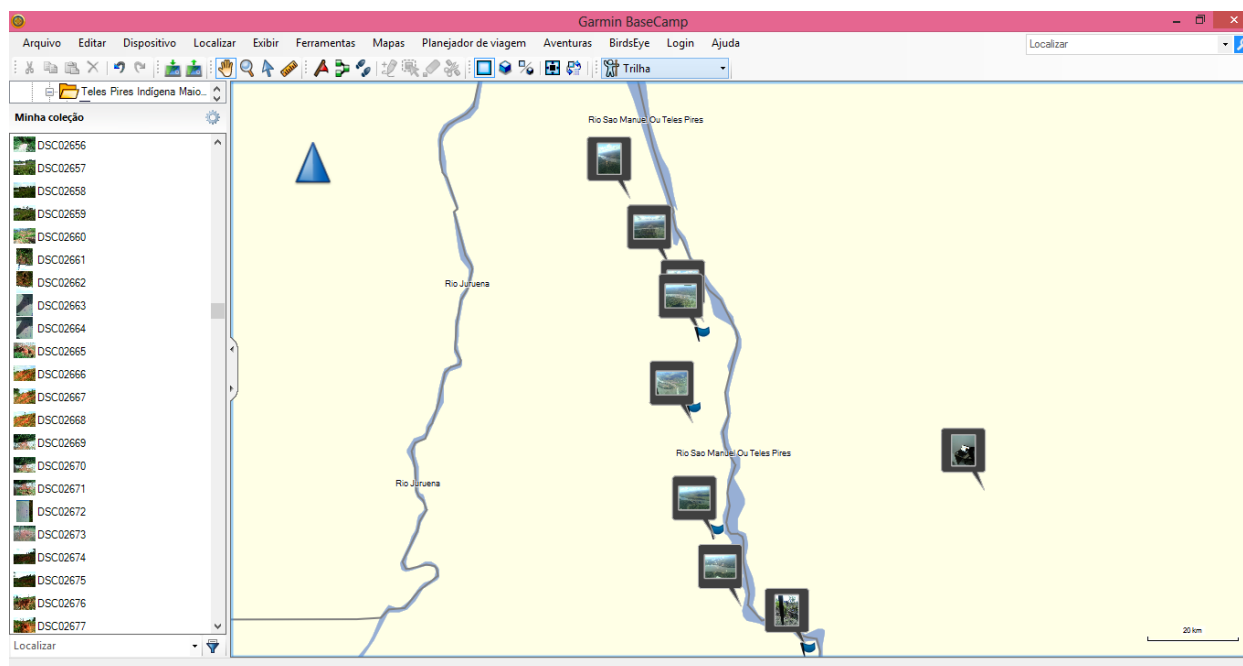 Garmin BaseCamp
Arquivo Editar Dispositivo Localizar Exibir Ferramentas Mapas Planejador de viagem Aventuras BirdsEye Login Ajuda
Localizar
Trilha
Teles Pires Indígena Maio...
Minha coleção
DSC02656
DSC02657
DSC02658
DSC02659
DSC02660
DSC02661
DSC02662
DSC02663
DSC02664
DSC02665
DSC02666
DSC02667
DSC02668
DSC02669
DSC02670
DSC02671
DSC02672
DSC02673
DSC02674
DSC02675
DSC02676
DSC02677
Localizar
Rio Sao Manuel Ou Teles Pires
Rio Juruena
Rio Sao Manuel Ou Teles Pires
Rio Juruena
20 km